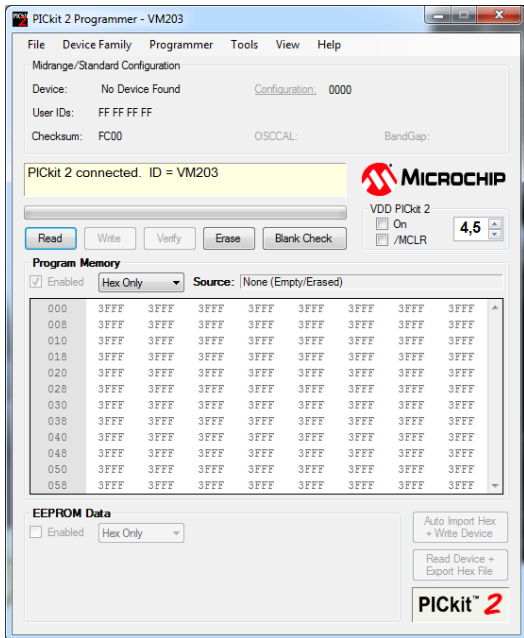 PICkit 2 Programmer - VM203
File Device Family Programmer Tools View Help
Midrange/Standard Configuration
Device: No Device Found Configuration: 0000
User IDs: FF FF FF FF
Checksum: FC00 OSCCAL: BandGap:
PICkit 2 connected. ID = VM203
MICROCHIP
VDD PICkit 2
On
/MCLR
4,5
Read Write Verify Erase Blank Check
Program Memory
Enabled Hex Only Source: None (Empty/Erased)
000 3FFF 3FFF 3FFF 3FFF 3FFF 3FFF 3FFF 3FFF
008 3FFF 3FFF 3FFF 3FFF 3FFF 3FFF 3FFF 3FFF
010 3FFF 3FFF 3FFF 3FFF 3FFF 3FFF 3FFF 3FFF
018 3FFF 3FFF 3FFF 3FFF 3FFF 3FFF 3FFF 3FFF
020 3FFF 3FFF 3FFF 3FFF 3FFF 3FFF 3FFF 3FFF
028 3FFF 3FFF 3FFF 3FFF 3FFF 3FFF 3FFF 3FFF
030 3FFF 3FFF 3FFF 3FFF 3FFF 3FFF 3FFF 3FFF
038 3FFF 3FFF 3FFF 3FFF 3FFF 3FFF 3FFF 3FFF
040 3FFF 3FFF 3FFF 3FFF 3FFF 3FFF 3FFF 3FFF
048 3FFF 3FFF 3FFF 3FFF 3FFF 3FFF 3FFF 3FFF
050 3FFF 3FFF 3FFF 3FFF 3FFF 3FFF 3FFF 3FFF
058 3FFF 3FFF 3FFF 3FFF 3FFF 3FFF 3FFF 3FFF
EEPROM Data
Enabled Hex Only
Auto Import Hex
+ Write Device
Read Device +
Export Hex File
PICkit™ 2